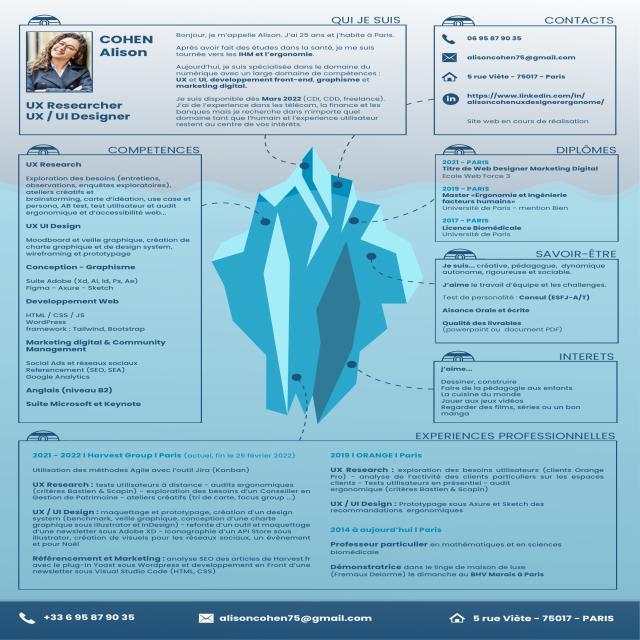 QUI JE SUIS
COHEN
Alison
UX Researcher
UX / UI Designer
Bonjour, je m'appelle Alison. J'ai 25 ans et j'habite à Paris.
Après avoir fait des études dans la santé, je me suis
tournée vers les IHM et l'ergonomie.
Aujourd'hui, je suis spécialisée dans le domaine du
numérique avec un large domaine de compétences :
UX et UI, developpement front-end, graphisme et
marketing digital.
Je suis disponible dès Mars 2022 (CDI, CDD, freelance).
J'ai de l'experience dans les télécom, la finance et les
banques mais je recherche dans n'importe quel
domaine tant que l'humain et l'experience utilisateur
restent au centre de vos intérêts.
CONTACTS
06 95 87 90 35
alisoncohen75@gmail.com
5 rue Viète - 75017 - Paris
https://www.linkedin.com/in/
alisoncohenuxdesignerergonome/
Site web en cours de réalisation
COMPETENCES
UX Research
Exploration des besoins (entretiens,
observations, enquêtes exploratoires),
ateliers créatifs et
brainstorming, carte d'idéation, use case et
persona, AB test, test utilisateur et audit
ergonomique et d'accessibilité web...
UX UI Design
Moodboard et veille graphique, création de
charte graphique et de design system,
wireframing et prototypage
Conception - Graphisme
Suite Adobe (Xd, Ai, Id, Ps, Ae)
Figma - Axure - Sketch
Developpement Web
HTML / CSS / JS
WordPress
framework : Tailwind, Bootstrap
Marketing digital & Community
Management
Social Ads et réseaux sociaux
Referencement (SEO, SEA)
Google Analytics
Anglais (niveau B2)
Suite Microsoft et Keynote
DIPLÔMES
2021 - PARIS
Titre de Web Designer Marketing Digital
Ecole Web Force 3
2019 - PARIS
Master «Ergonomie et Ingénierie
facteurs humains»
Université de Paris - mention Bien
2017 - PARIS
Licence Biomédicale
Université de Paris
SAVOIR-ÊTRE
Je suis... créative, pédagogue, dynamique
autonome, rigoureuse et sociable.
J'aime le travail d'équipe et les challenges.
Test de personalité : Consul (ESFJ-A/T)
Aisance Orale et écrite
Qualité des livrables
(powerpoint ou document PDF)
INTERETS
j'aime...
Dessiner, construire
Faire de la pédagogie aux enfants
La cuisine du monde
Jouer aux jeux vidéos
Regarder des films, séries ou un bon
manga
EXPERIENCES PROFESSIONNELLES
2021 - 2022 I Harvest Group I Paris (actuel, fin le 25 février 2022)
Utilisation des méthodes Agile avec l'outil Jira (Kanban)
UX Research : tests utilisateurs à distance - audits ergonomiques
(critères Bastien & Scapin) - exploration des besoins d'un Conseiller en
Gestion de Patrimoine - ateliers créatifs (tri de carte, focus group ...)
UX / UI Design : maquettage et prototypage, création d'un design
system (benchmark, veille graphique, conception d'une charte
graphique sous Illustrator et InDesign) - refonte d'un outil et maquettage
d'une newsletter sous Adobe XD - iconographie d'un API Store sous
illustrator, création de visuels pour les réseaux sociaux, un évènement
et pour Noël
Référencement et Marketing : analyse SEO des articles de Harvest.fr
avec le plug-in Yoast sous Wordpress et developpement en Front d'une
newsletter sous Visual Studio Code (HTML, CSS)
2019 I ORANGE I Paris
UX Research : exploration des besoins utilisateurs (clients Orange
Pro) - analyse de l'activité des clients particuliers sur les espaces
clients - Tests utilisateurs en présentiel - audit
ergonomique (critères Bastien & Scapin)
UX / UI Design : Prototypage sous Axure et Sketch des
recommandations ergonomiques
2014 à aujourd'hui I Paris
Professeur particulier en mathématiques et en sciences
biomédicale
Démonstratrice dans le linge de maison de luxe
(Fremaux Delorme) le dimanche au BHV Marais à Paris
+33 6 95 87 90 35
alisoncohen75@gmail.com
5 rue Viète - 75017 - PARIS